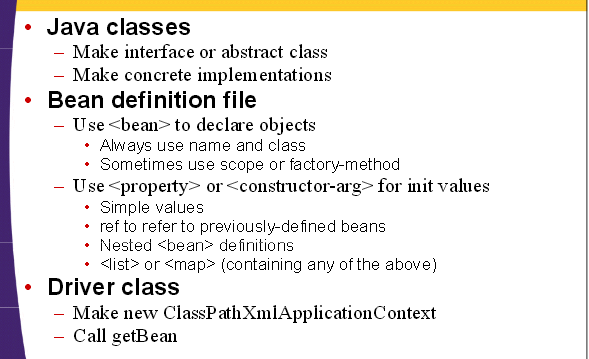 • Java classes
– Make interface or abstract class
– Make concrete implementations
• Bean definition file
– Use <bean> to declare objects
• Always use name and class
• Sometimes use scope or factory-method
– Use <property> or <constructor-arg> for init values
• Simple values
• ref to refer to previously-defined beans
• Nested <bean> definitions
• <list> or <map> (containing any of the above)
• Driver class
– Make new ClassPathXmlApplicationContext
– Call getBean